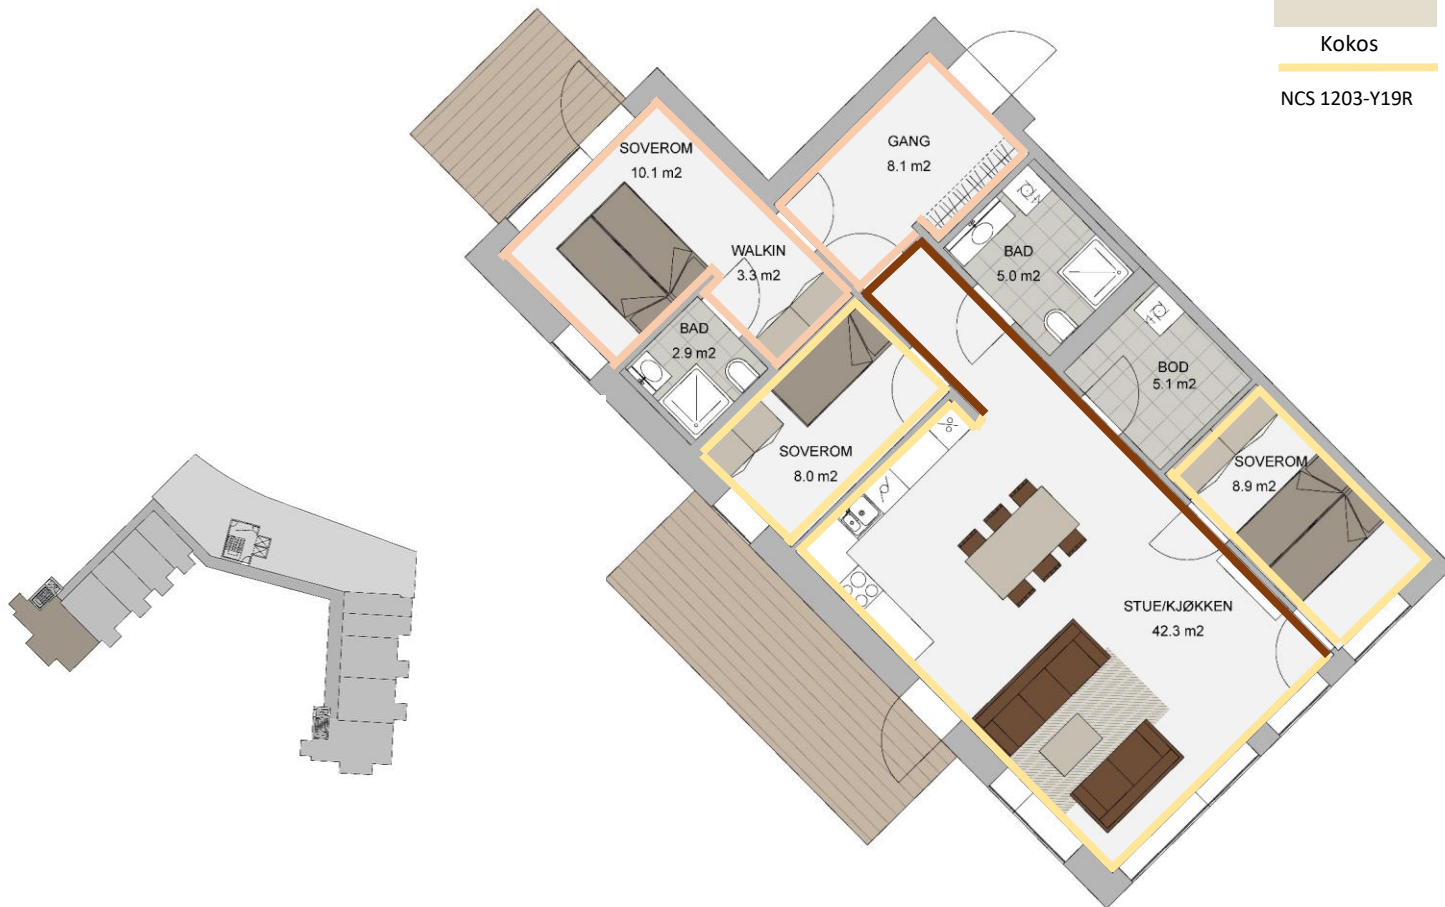 Kokos
NCS 1203-Y19R
GANG
8.1 m2
SOVEROM
10.1 m2
WALKIN
3.3 m2
BAD
5.0 m2
BAD
2.9 m2
BOD
5.1 m2
SOVEROM
8.0 m2
SOVEROM
8.9 m2
STUE/KJØKKEN
42.3 m2